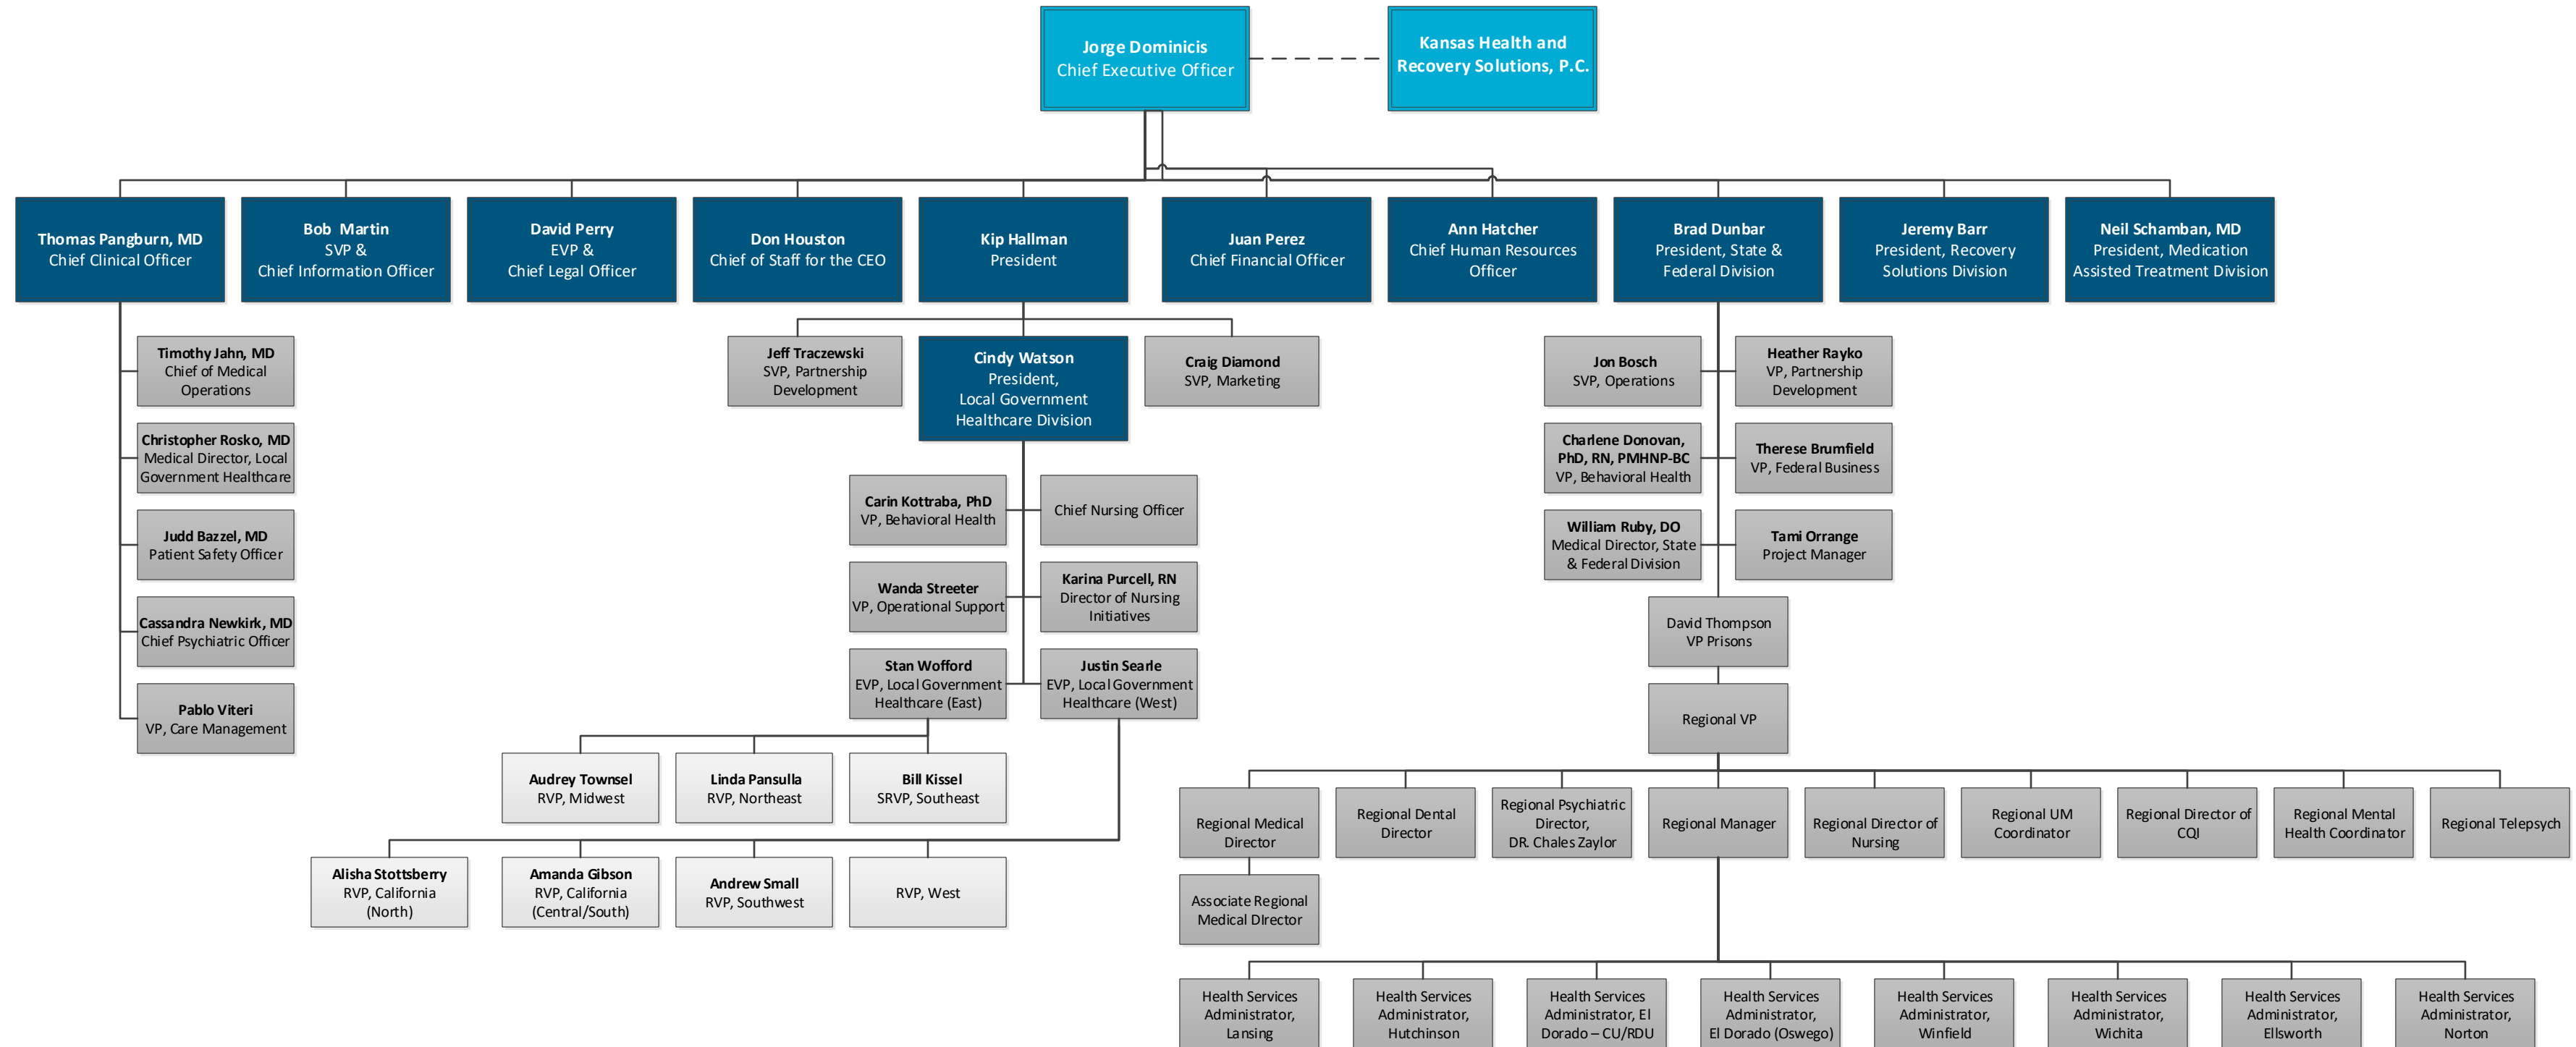 Jorge Dominicis
Chief Executive Officer
Kansas Health and
Recovery Solutions, P.C.
Thomas Pangburn, MD
Chief Clinical Officer
Bob Martin
SVP &
Chief Information Officer
David Perry
EVP &
Chief Legal Officer
Don Houston
Chief of Staff for the CEO
Kip Hallman
President
Juan Perez
Chief Financial Officer
Ann Hatcher
Chief Human Resources
Officer
Brad Dunbar
President, State &
Federal Division
Jeremy Barr
President, Recovery
Solutions Division
Neil Schamban, MD
President, Medication
Assisted Treatment Division
Timothy Jahn, MD
Chief of Medical
Operations
Christopher Rosko, MD
Medical Director, Local
Government Healthcare
Judd Bazzel, MD
Patient Safety Officer
Cassandra Newkirk, MD
Chief Psychiatric Officer
Pablo Viteri
VP, Care Management
Jeff Traczewski
SVP, Partnership
Development
Cindy Watson
President,
Local Government
Healthcare Division
Craig Diamond
SVP, Marketing
Carin Kottraba, PhD
VP, Behavioral Health
Chief Nursing Officer
Wanda Streeter
VP, Operational Support
Karina Purcell, RN
Director of Nursing
Initiatives
Stan Wofford
EVP, Local Government
Healthcare (East)
Justin Searle
EVP, Local Government
Healthcare (West)
Audrey Townsel
RVP, Midwest
Linda Pansulla
RVP, Northeast
Bill Kissel
SRVP, Southeast
Alisha Stottsberry
RVP, California
(North)
Amanda Gibson
RVP, California
(Central/South)
Andrew Small
RVP, Southwest
RVP, West
Jon Bosch
SVP, Operations
Heather Rayko
VP, Partnership
Development
Charlene Donovan,
PhD, RN, PMHNP-BC
VP, Behavioral Health
Therese Brumfield
VP, Federal Business
William Ruby, DO
Medical Director, State
& Federal Division
Tami Orrange
Project Manager
David Thompson
VP Prisons
Regional VP
Regional Medical
Director
Regional Dental
Director
Regional Psychiatric
Director,
DR. Chales Zaylor
Regional Manager
Regional Director of
Nursing
Regional UM
Coordinator
Regional Director of
CQI
Regional Mental
Health Coordinator
Regional Telepsych
Associate Regional
Medical DIrector
Health Services
Administrator,
Lansing
Health Services
Administrator,
Hutchinson
Health Services
Administrator, El
Dorado – CU/RDU
Health Services
Administrator,
El Dorado (Oswego)
Health Services
Administrator,
Winfield
Health Services
Administrator,
Wichita
Health Services
Administrator,
Ellsworth
Health Services
Administrator,
Norton